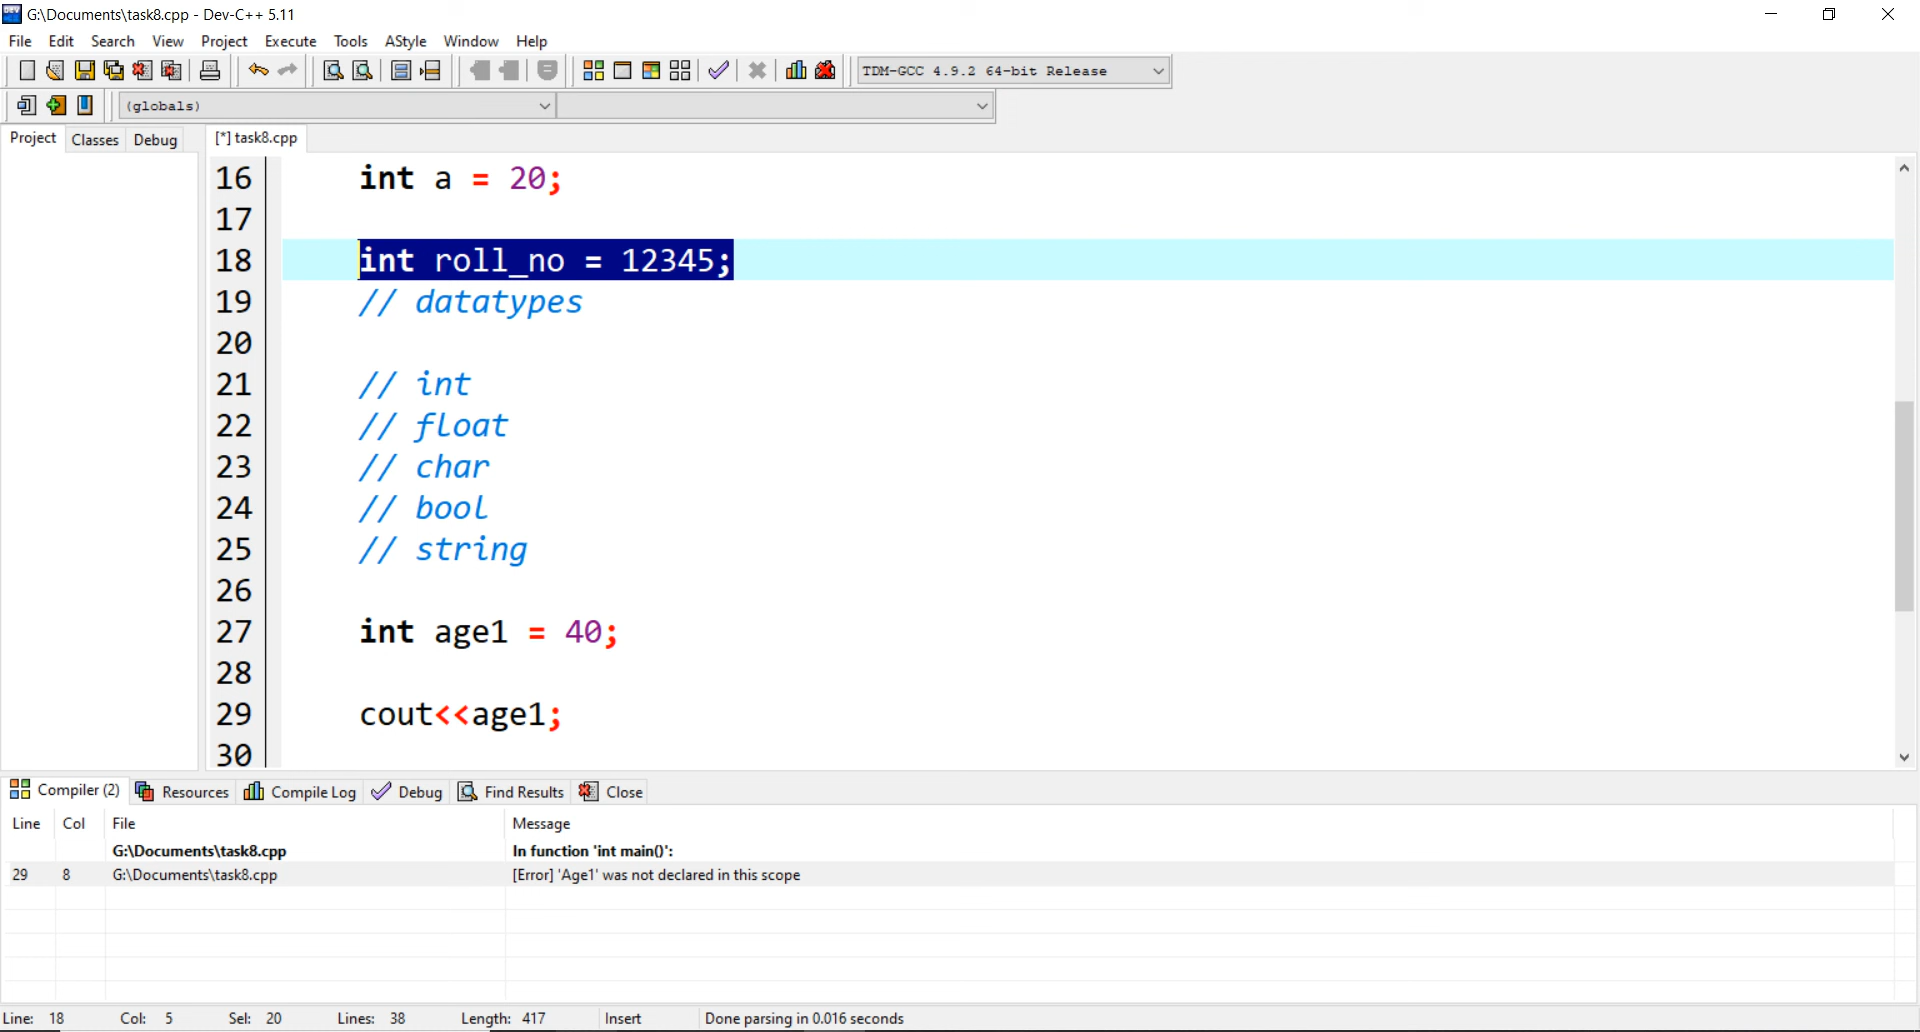 G:\Documents\task8.cpp - Dev-C++ 5.11
File Edit Search View Project Execute Tools AStyle Window Help
TDM-GCC 4.9.2 64-bit Release
(globals)
Project Classes Debug [*] task8.cpp
16 int a = 20;
17
18 int roll_no = 12345;
19 // datatypes
20
21 // int
22 // float
23 // char
24 // bool
25 // string
26
27 int age1 = 40;
28
29 cout<<age1;
30
Compiler (2) Resources Compile Log Debug Find Results Close
Line Col File Message
G:\Documents\task8.cpp In function 'int main()':
29 8 G:\Documents\task8.cpp [Error] 'Age1' was not declared in this scope
Line: 18 Col: 5 Sel: 20 Lines: 38 Length: 417 Insert Done parsing in 0.016 seconds